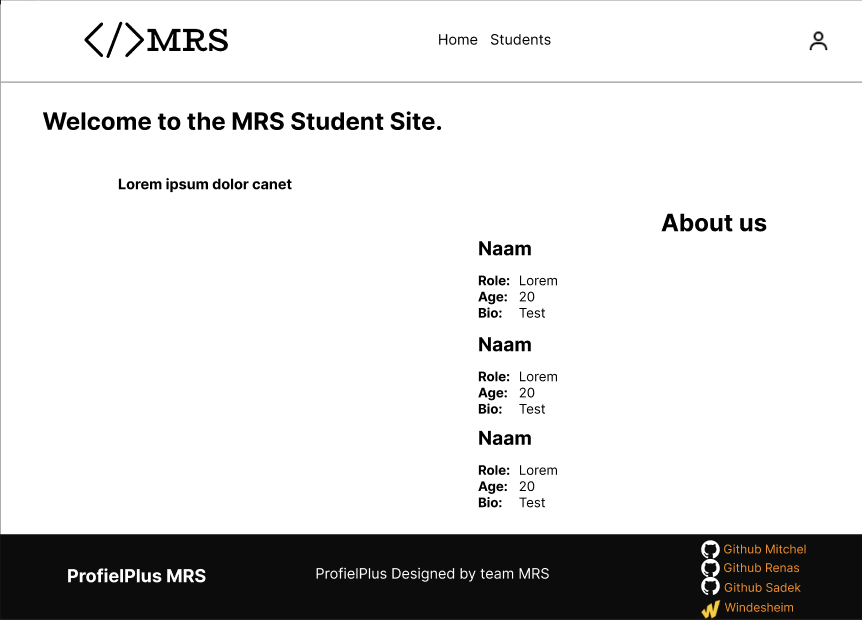 </>MRS
Home Students
Welcome to the MRS Student Site.
Lorem ipsum dolor canet
About us
Naam
Role: Lorem
Age: 20
Bio: Test
Naam
Role: Lorem
Age: 20
Bio: Test
Naam
Role: Lorem
Age: 20
Bio: Test
ProfielPlus MRS
ProfielPlus Designed by team MRS
Github Mitchel
Github Renas
Github Sadek
Windesheim